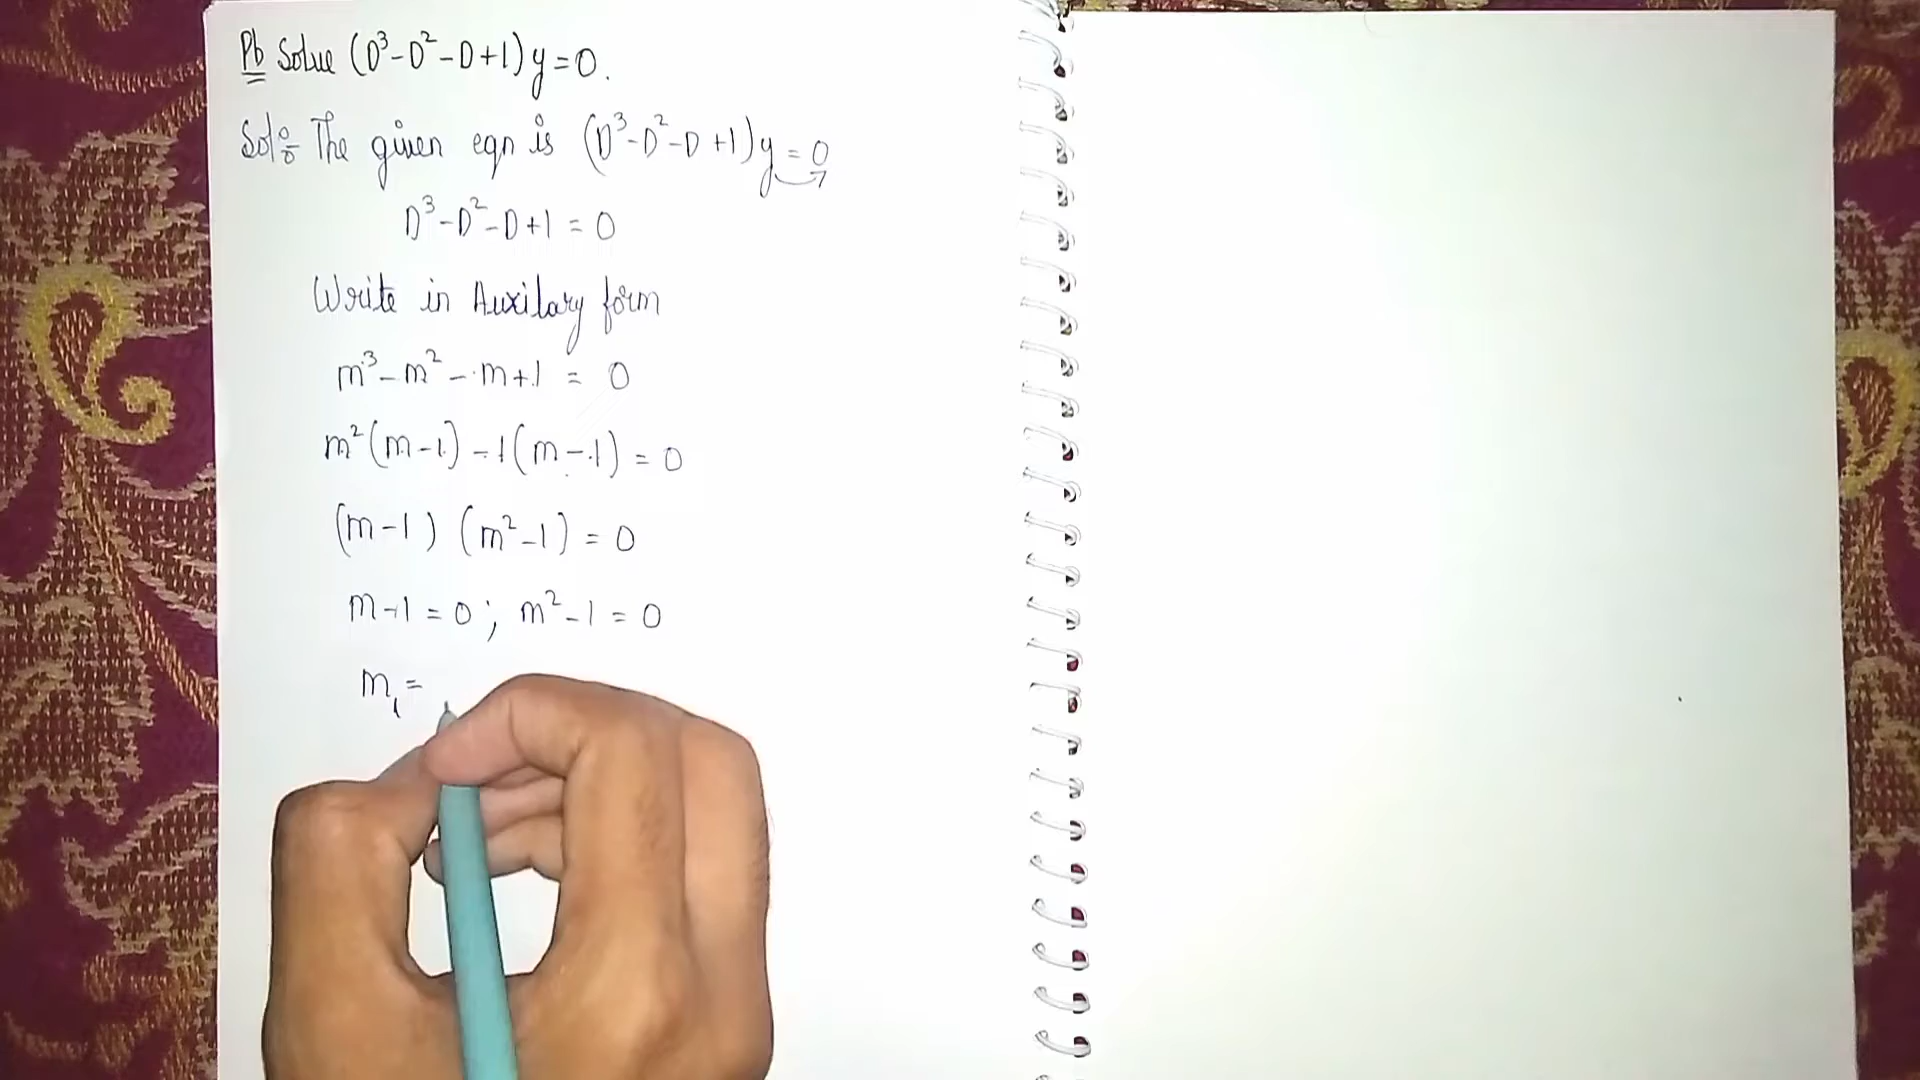 Pb Solve (D³-D²-D+1)y=0.
Sol:- The given eqn is (D³-D²-D+1)y=0
D³-D²-D+1=0
Write in Auxilary form
m³-m²-m+1=0
m²(m-1)-1(m-1)=0
(m-1)(m²-1)=0
m-1=0; m²-1=0
m₁=